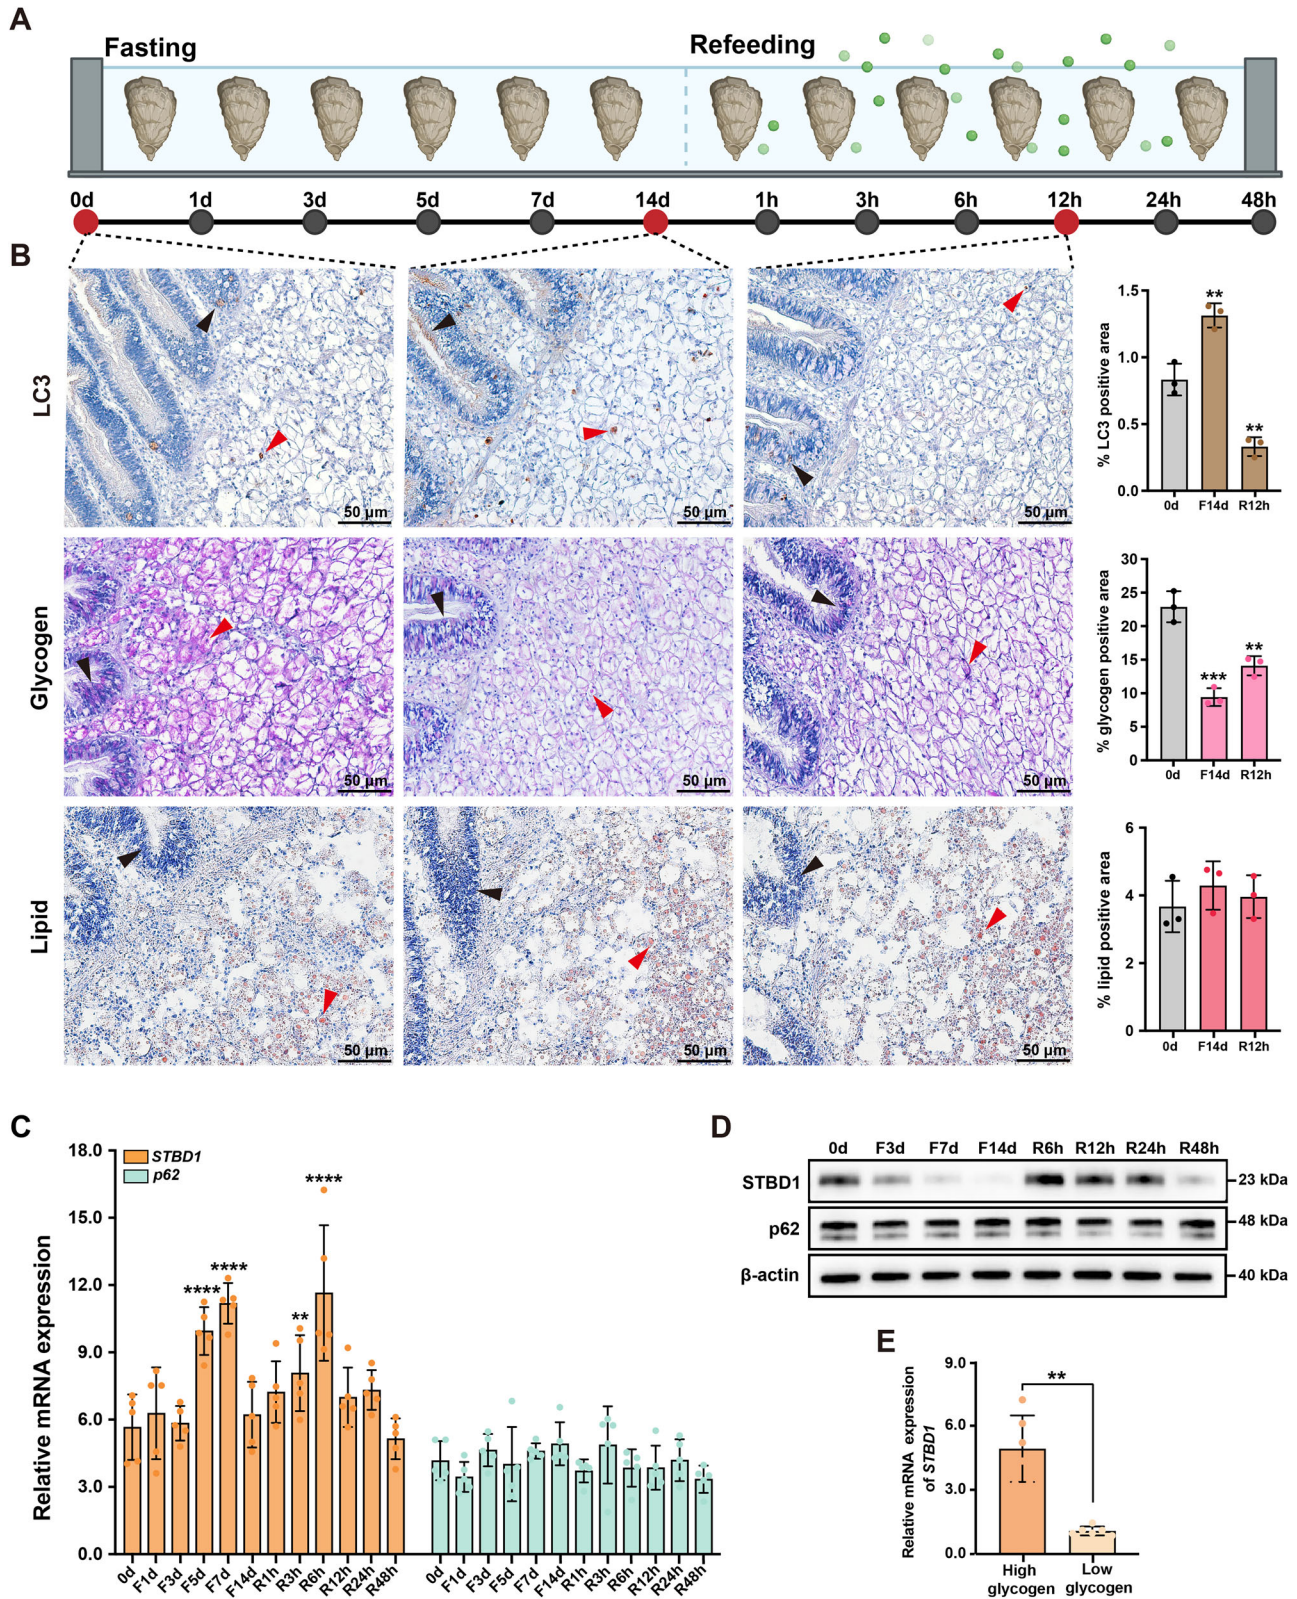 A
Fasting
Refeeding
0d 1d 3d 5d 7d 14d 1h 3h 6h 12h 24h 48h
B
LC3
50 μm
50 μm
50 μm
% LC3 positive area
1.5
1.0
0.5
0.0
**
**
0d F14d R12h
Glycogen
50 μm
50 μm
50 μm
% glycogen positive area
30
25
20
15
10
5
0
***
**
0d F14d R12h
Lipid
50 μm
50 μm
50 μm
% lipid positive area
6
4
2
0
0d F14d R12h
C
Relative mRNA expression
18.0
15.0
12.0
9.0
6.0
3.0
0.0
STBD1
p62
****
****
**
****
0d F1d F3d F5d F7d F14d R1h R3h R6h R12h R24h R48h
0d F1d F3d F5d F7d F14d R1h R3h R6h R12h R24h R48h
D
0d F3d F7d F14d R6h R12h R24h R48h
STBD1 23 kDa
p62 48 kDa
β-actin 40 kDa
E
Relative mRNA expression
of STBD1
9.0
6.0
3.0
0.0
**
High glycogen
Low glycogen